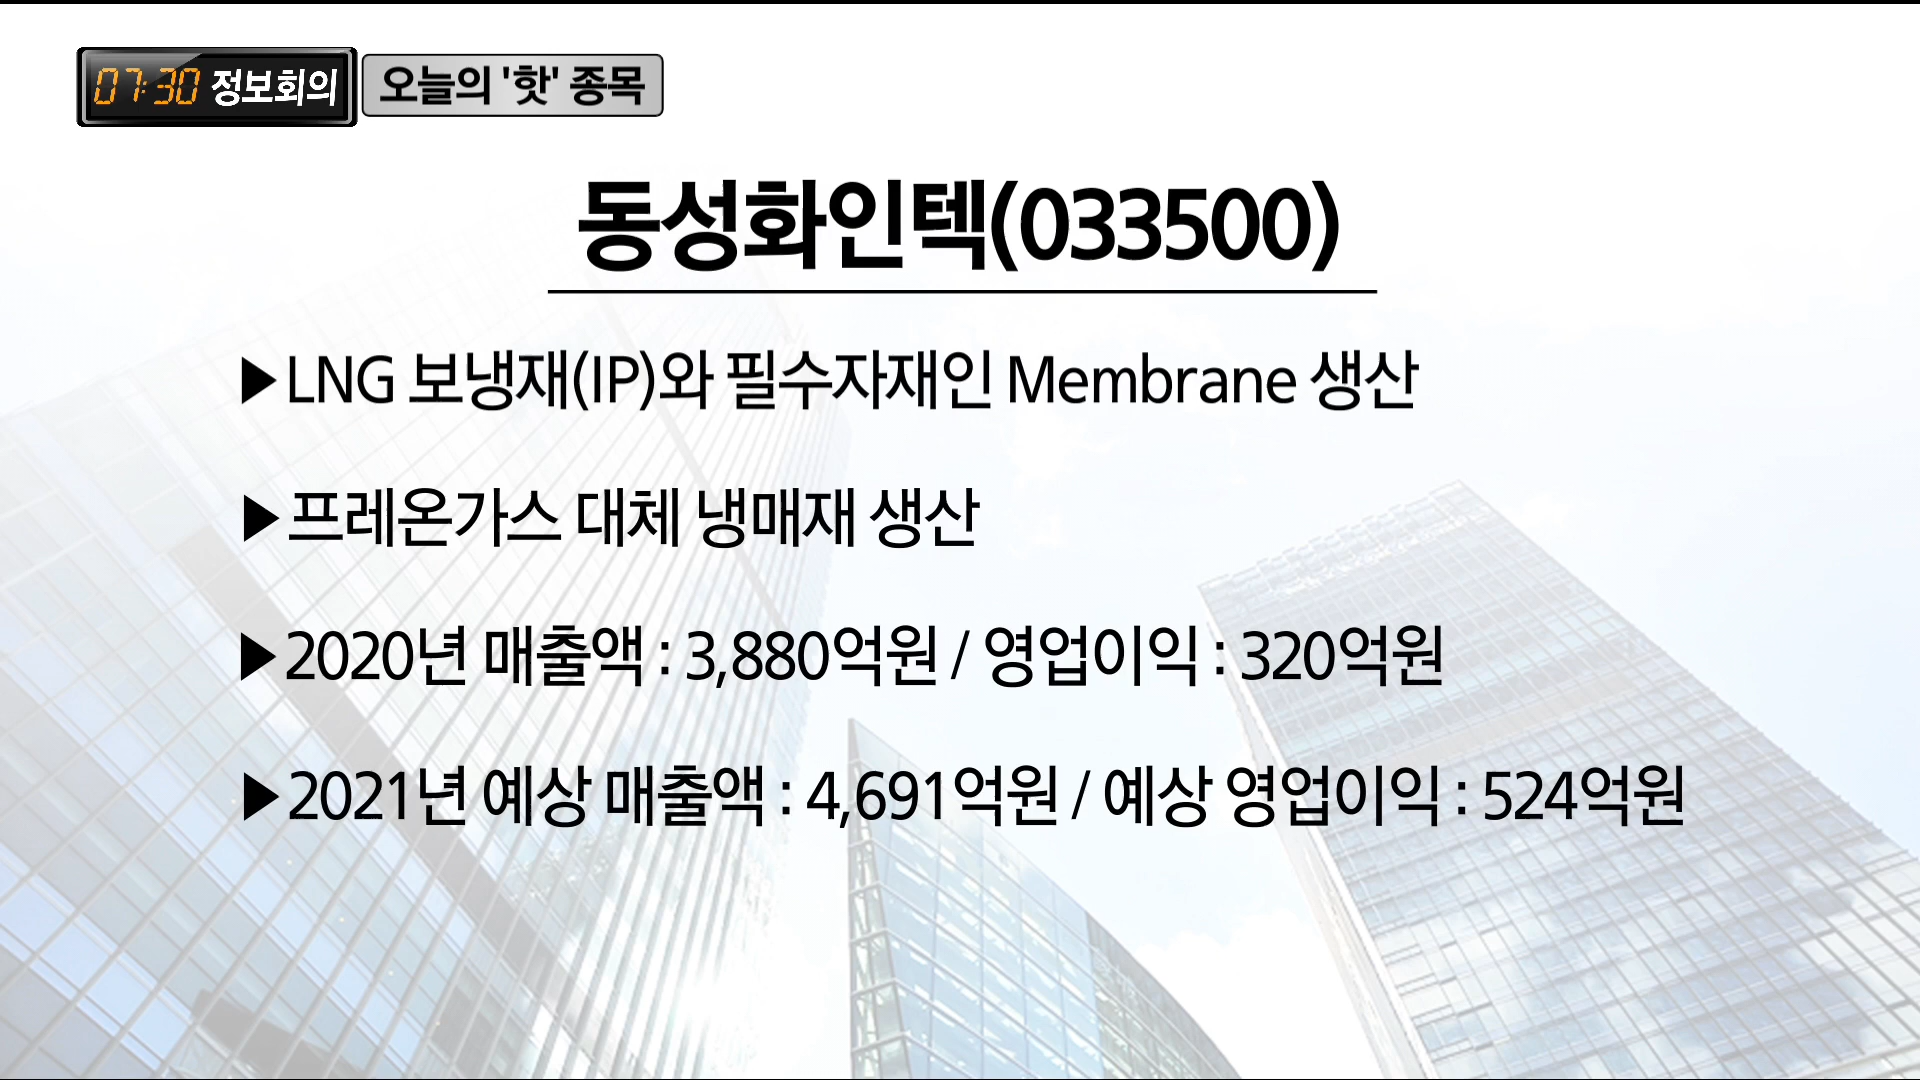 07:30 정보회의 오늘의 '핫' 종목
동성화인텍(033500)
▶LNG 보냉재(IP)와 필수자재인 Membrane 생산
▶프레온가스 대체 냉매재 생산
▶2020년 매출액 : 3,880억원 / 영업이익 : 320억원
▶2021년 예상 매출액 : 4,691억원 / 예상 영업이익 : 524억원